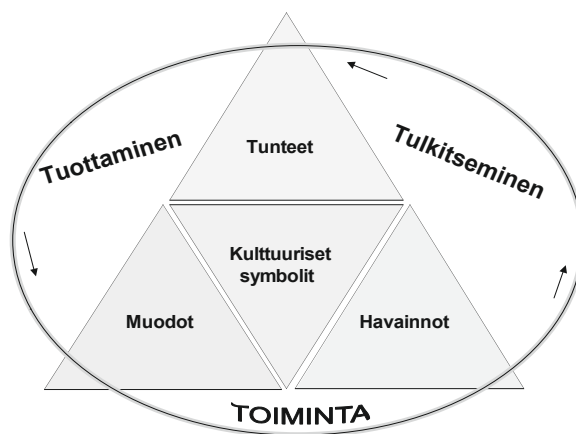 Tuottaminen
Tulkitseminen
Tunteet
Kulttuuriset
symbolit
Muodot
Havainnot
TOIMINTA